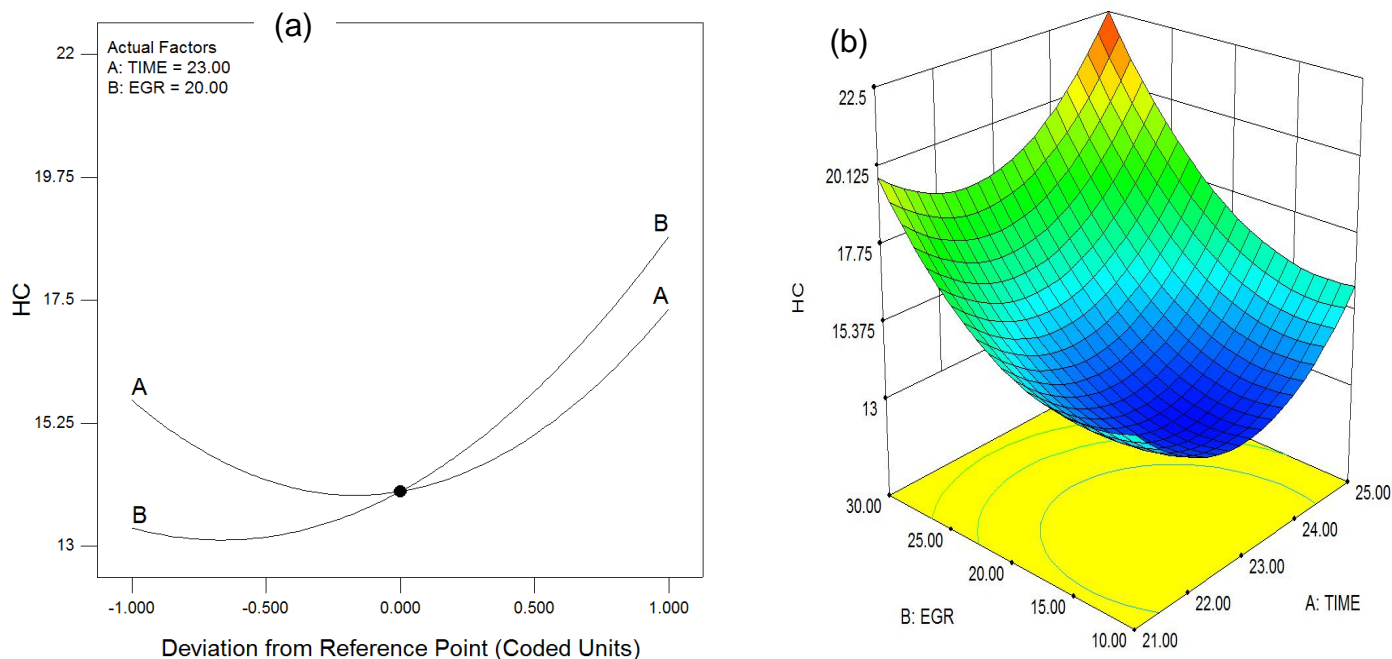 (a)
Actual Factors
A: TIME = 23.00
B: EGR = 20.00
22
19.75
17.5
15.25
13
HC
A
B
B
A
-1.000
-0.500
0.000
0.500
1.000
Deviation from Reference Point (Coded Units)
(b)
22.5
20.125
17.75
15.375
13
HC
30.00
25.00
20.00
15.00
10.00
B: EGR
21.00
22.00
23.00
24.00
25.00
A: TIME